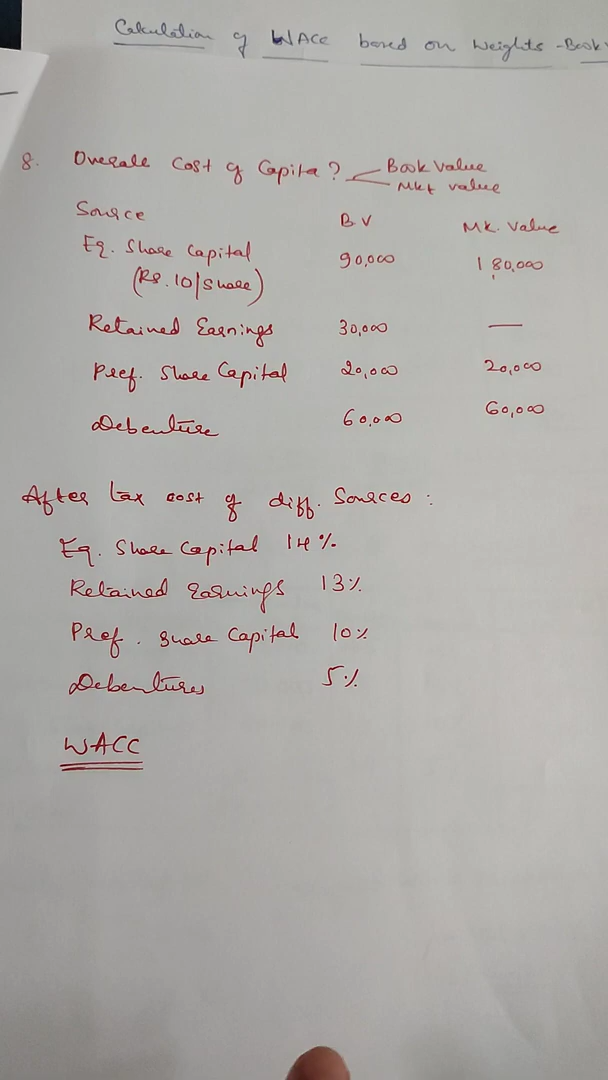 Calculation of WACC based on Weights - Book
8. Overall Cost of Capital? Book Value
Mkt value
Source BV Mk. Value
Eq. Share Capital 90,000 1,80,000
(Rs. 10/share)
Retained Earnings 30,000 —
Pref. Share Capital 20,000 20,000
Debenture 60,000 60,000
After tax cost of diff. Sources :
Eq. Share Capital 14%
Retained Earnings 13%
Pref. Share Capital 10%
Debentures 5%
WACC